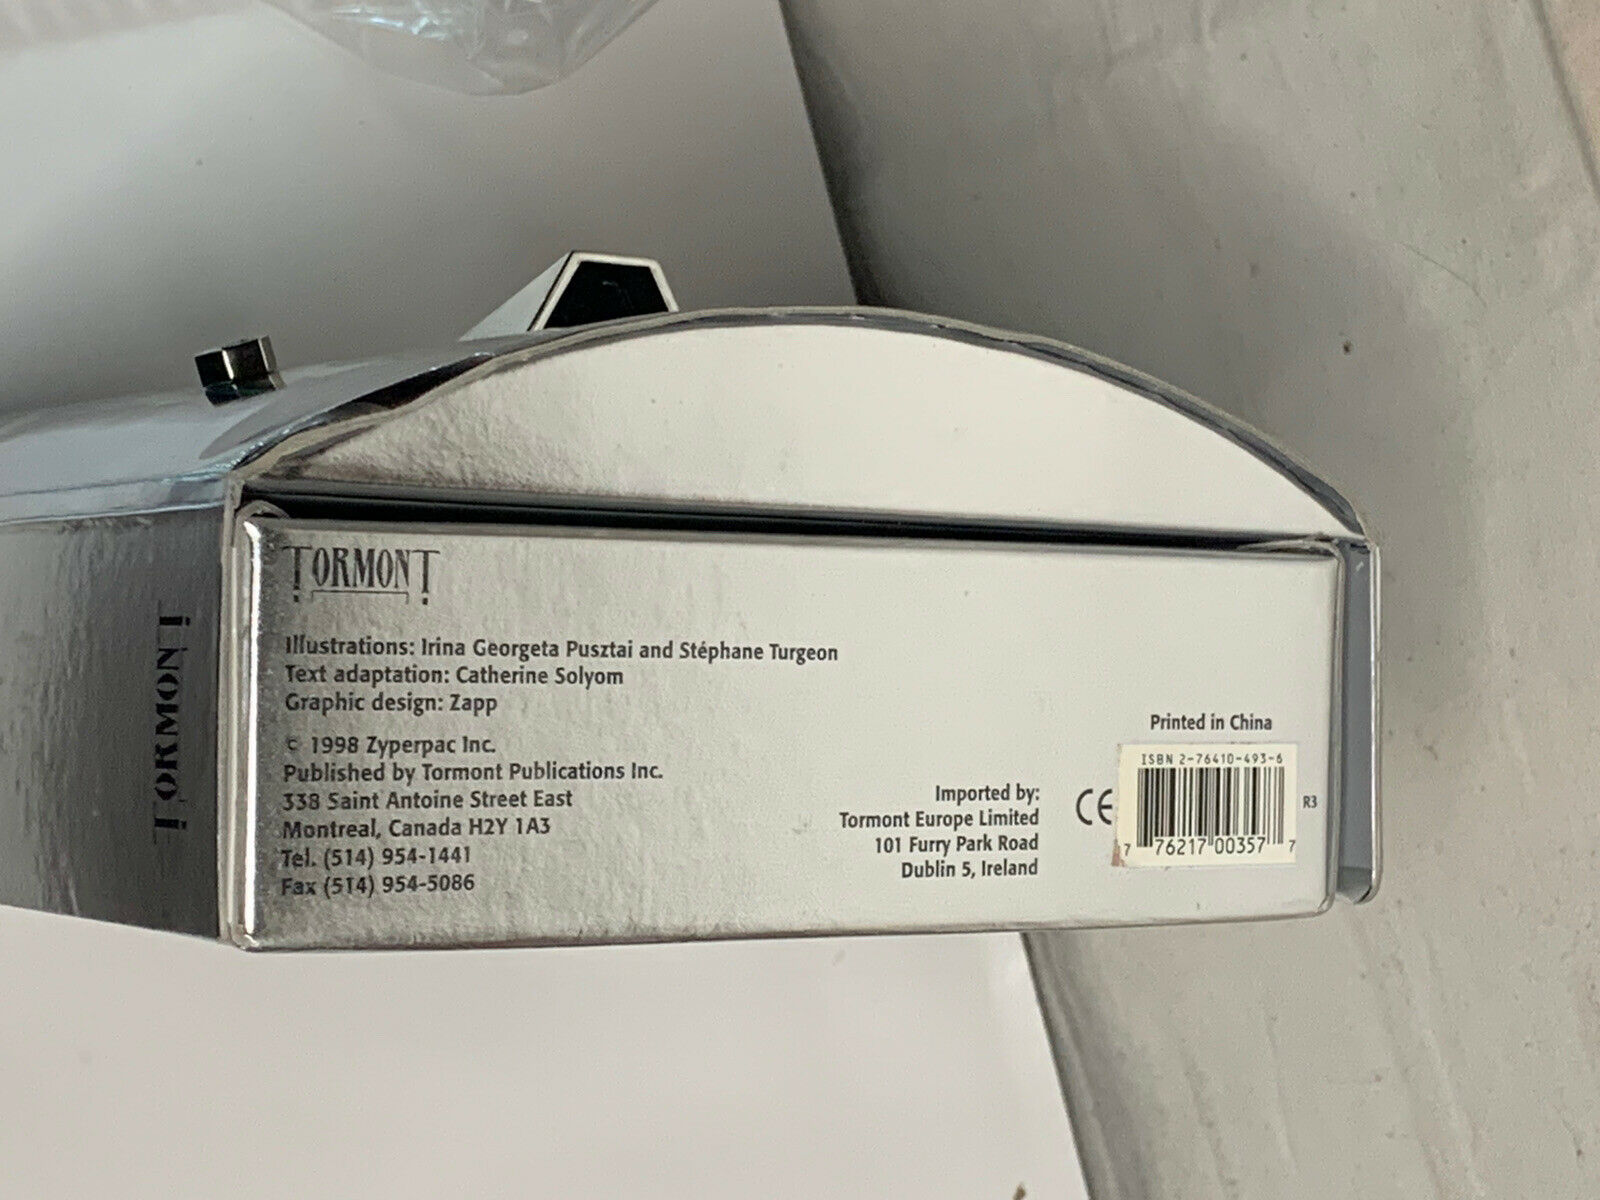 TORMONT
TORMONT
Illustrations: Irina Georgeta Pusztai and Stéphane Turgeon
Text adaptation: Catherine Solyom
Graphic design: Zapp
© 1998 Zyperpac Inc.
Published by Tormont Publications Inc.
338 Saint Antoine Street East
Montreal, Canada H2Y 1A3
Tel. (514) 954-1441
Fax (514) 954-5086
Imported by:
Tormont Europe Limited
101 Furry Park Road
Dublin 5, Ireland
CE
Printed in China
ISBN 2-76410-493-6
7 76217 00357 7
R3